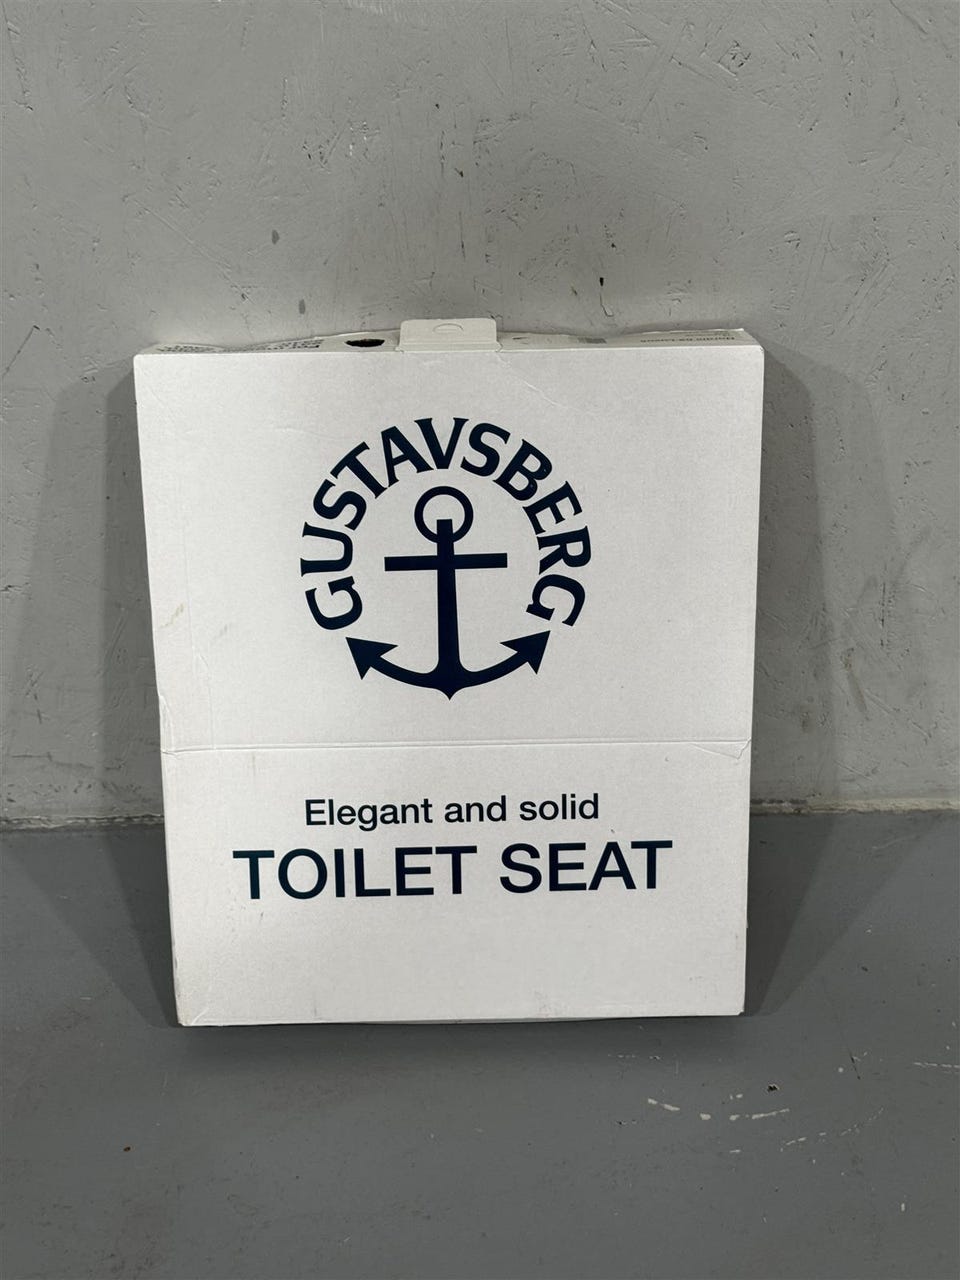 GUSTAVSBERG
Elegant and solid
TOILET SEAT